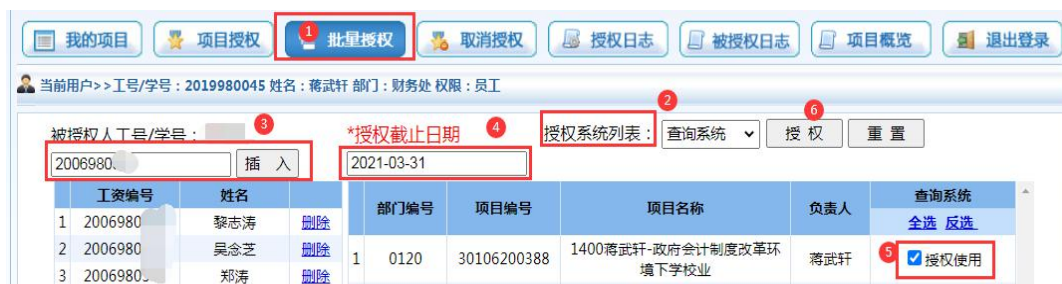 我的项目 项目授权 1 批量授权 取消授权 授权日志 被授权日志 项目概览 退出登录
当前用户>>工号/学号：2019980045 姓名：蒋武轩 部门：财务处 权限：员工
2 6
被授权人工号/学号： 3 *授权截止日期 4 授权系统列表： 查询系统 授 权 重 置
2006980 插 入 2021-03-31
工资编号 姓名 部门编号 项目编号 项目名称 负责人 查询系统
全选 反选
1 2006980 黎志涛 删除
2 2006980 吴念芝 删除
3 2006980 郑涛 删除
1 0120 30106200388 1400蒋武轩-政府会计制度改革环
境下学校业 蒋武轩 5 授权使用